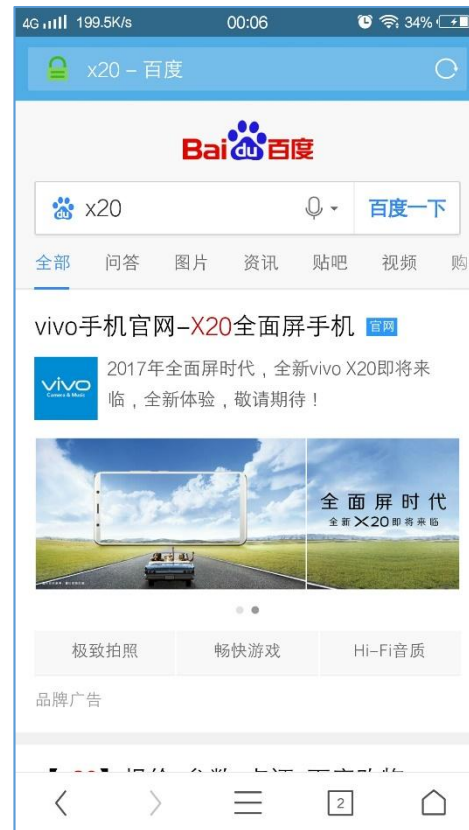 4G 199.5K/s 00:06 34%
x20 – 百度
Bai du 百度
du x20 百度一下
全部 问答 图片 资讯 贴吧 视频 购
vivo手机官网–X20全面屏手机 官网
vivo
Camera & Music
2017年全面屏时代，全新vivo X20即将来
临，全新体验，敬请期待！
全面屏时代
全新X20即将来临
极致拍照 畅快游戏 Hi–Fi音质
品牌广告
2